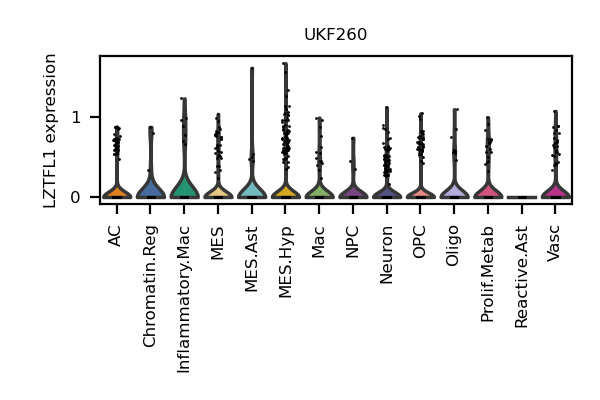 UKF260
LZTFL1 expression
1
0
AC
Chromatin.Reg
Inflammatory.Mac
MES
MES.Ast
MES.Hyp
Mac
NPC
Neuron
OPC
Oligo
Prolif.Metab
Reactive.Ast
Vasc